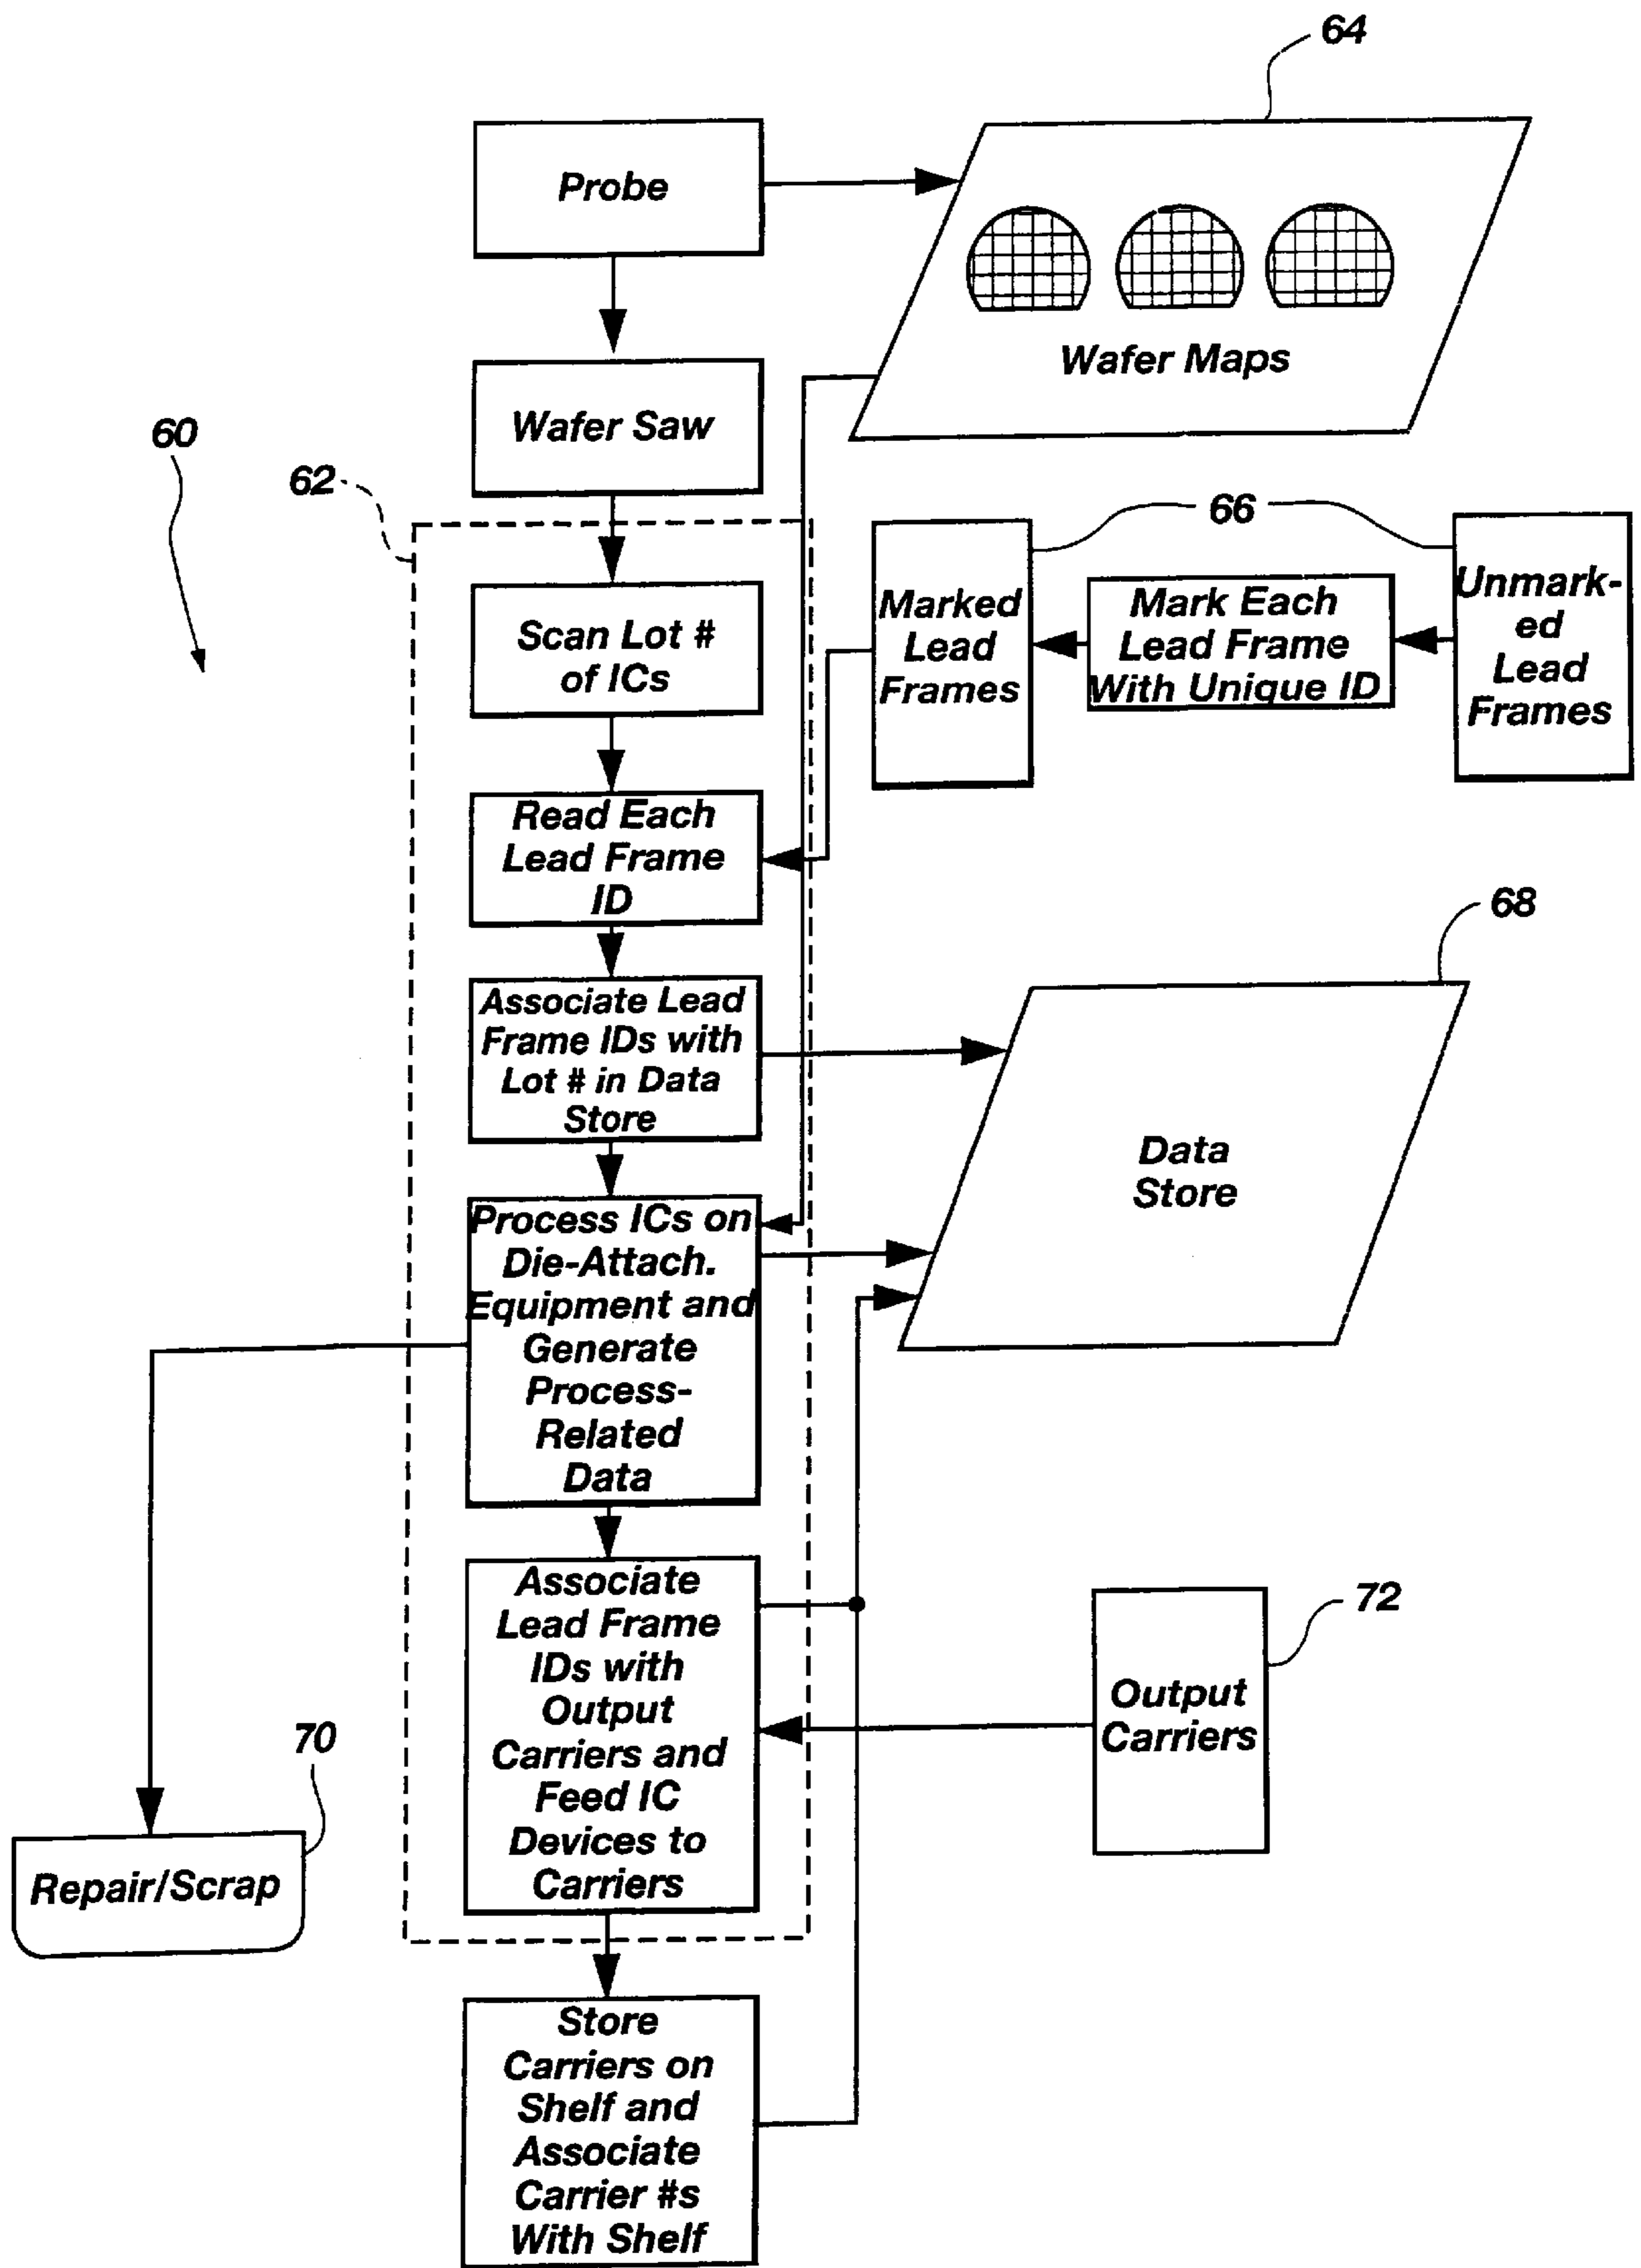 64
Probe
Wafer Maps
Wafer Saw
60
62
66
Scan Lot #
of ICs
Marked
Lead
Frames
Mark Each
Lead Frame
With Unique ID
Unmark-
ed
Lead
Frames
Read Each
Lead Frame
ID
68
Associate Lead
Frame IDs with
Lot # in Data
Store
Data
Store
Process ICs on
Die-Attach.
Equipment and
Generate
Process-
Related
Data
Associate
Lead Frame
IDs with
Output
Carriers and
Feed IC
Devices to
Carriers
72
Output
Carriers
70
Repair/Scrap
Store
Carriers on
Shelf and
Associate
Carrier #s
With Shelf